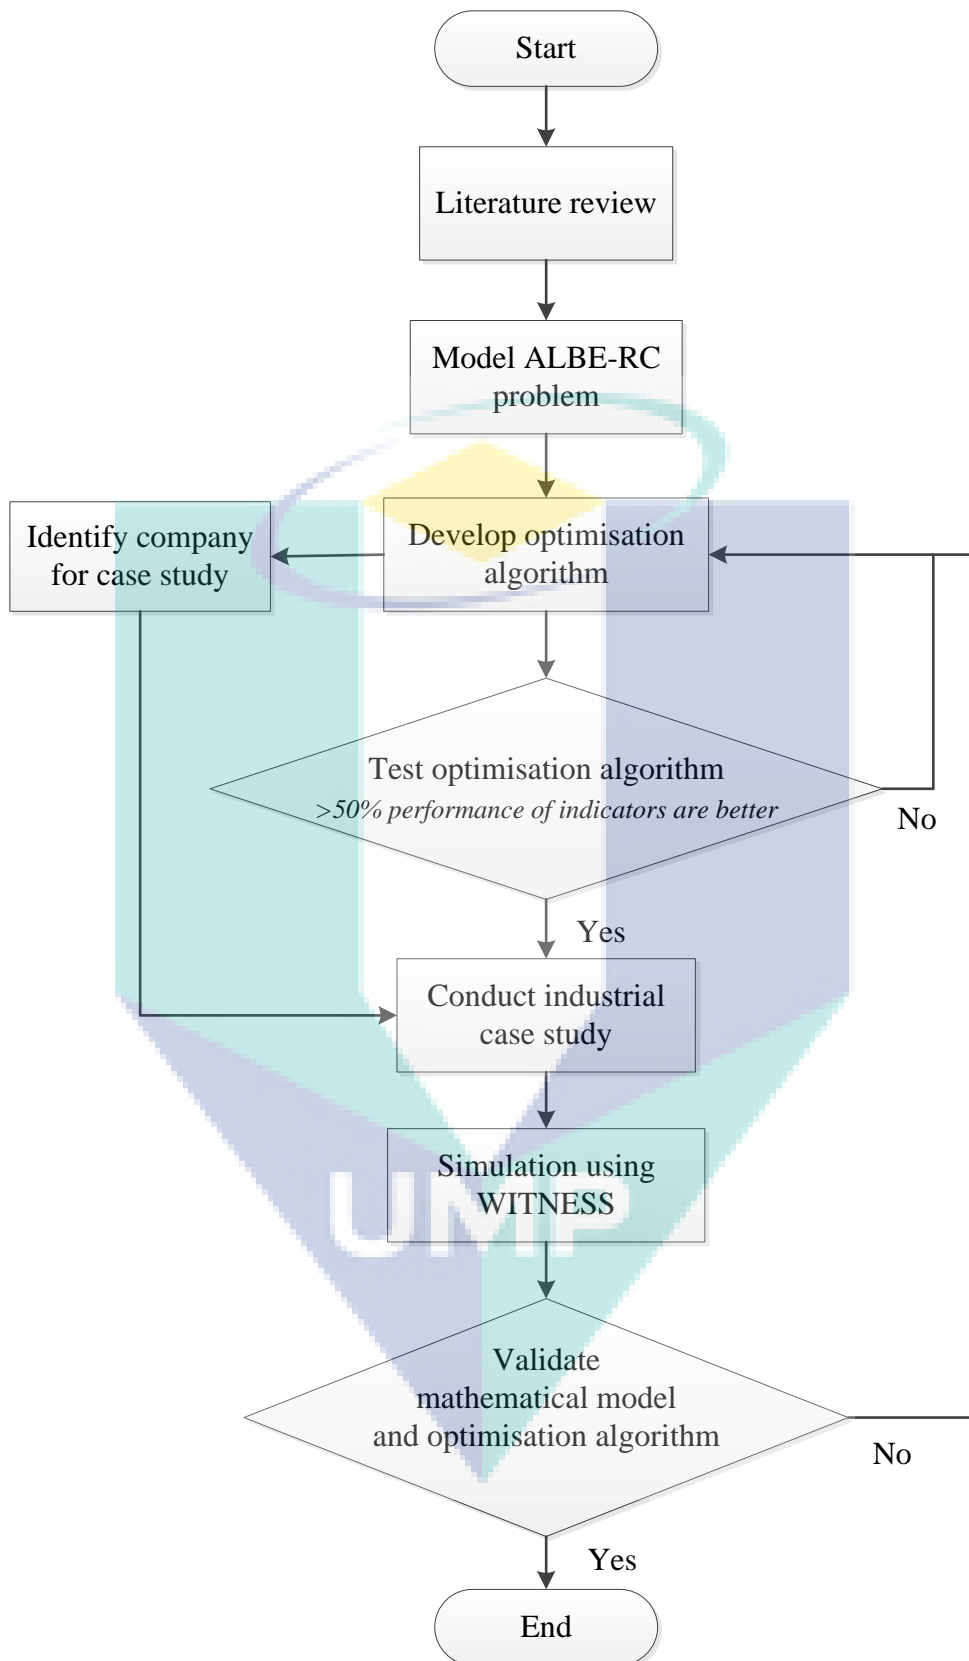 Start
Literature review
Model ALBE-RC
problem
Identify company
for case study
Develop optimisation
algorithm
Test optimisation algorithm
>50% performance of indicators are better
No
Yes
Conduct industrial
case study
Simulation using
WITNESS
UMP
Validate
mathematical model
and optimisation algorithm
No
Yes
End